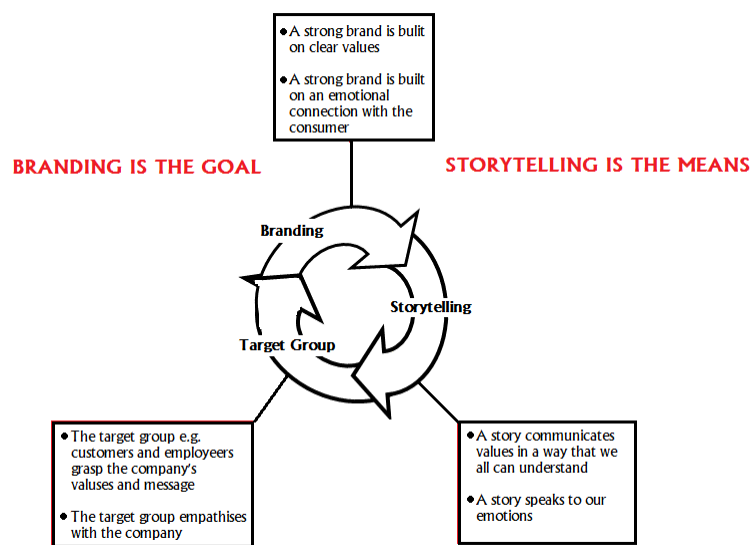 ● A strong brand is bulit
on clear values
● A strong brand is built
on an emotional
connection with the
consumer
BRANDING IS THE GOAL
STORYTELLING IS THE MEANS
Branding
Storytelling
Target Group
● The target group e.g.
customers and employeers
grasp the company's
valuses and message
● The target group empathises
with the company
● A story communicates
values in a way that we
all can understand
● A story speaks to our
emotions